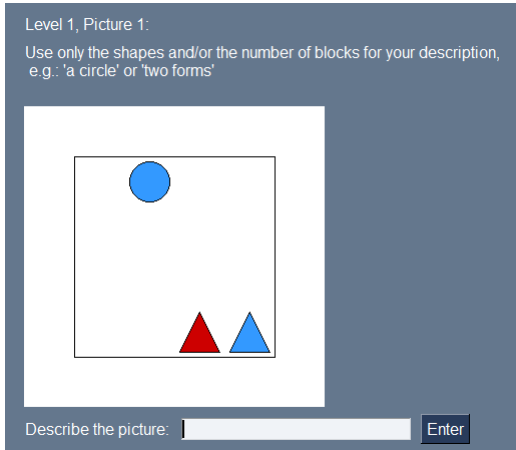 Level 1, Picture 1:
Use only the shapes and/or the number of blocks for your description,
e.g.: 'a circle' or 'two forms'
Describe the picture:
Enter